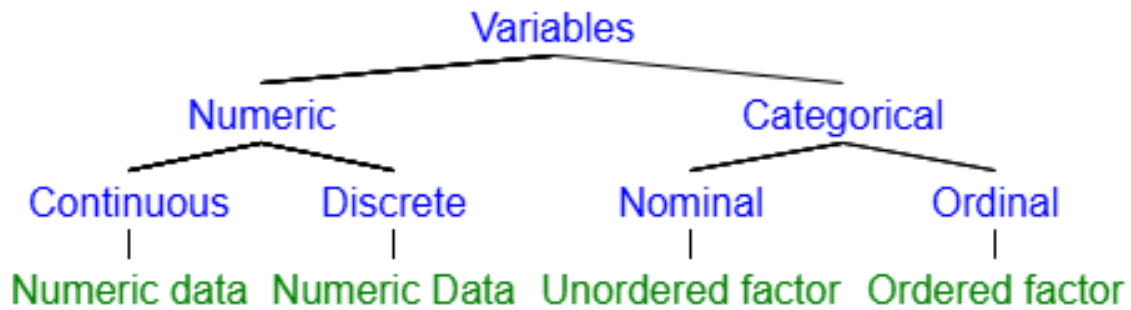 Variables
Numeric Categorical
Continuous Discrete Nominal Ordinal
Numeric data Numeric Data Unordered factor Ordered factor